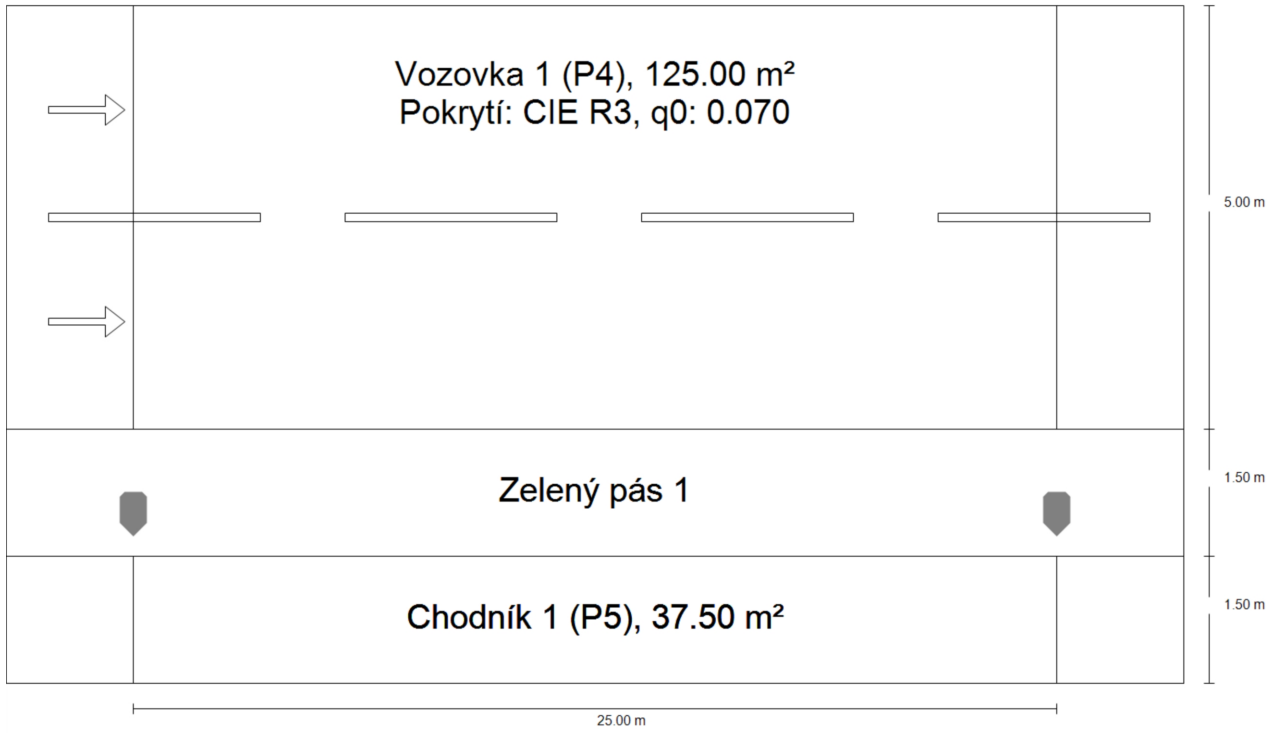 Vozovka 1 (P4), 125.00 m²
Pokrytí: CIE R3, q0: 0.070
5.00 m
Zelený pás 1
1.50 m
Chodník 1 (P5), 37.50 m²
1.50 m
25.00 m